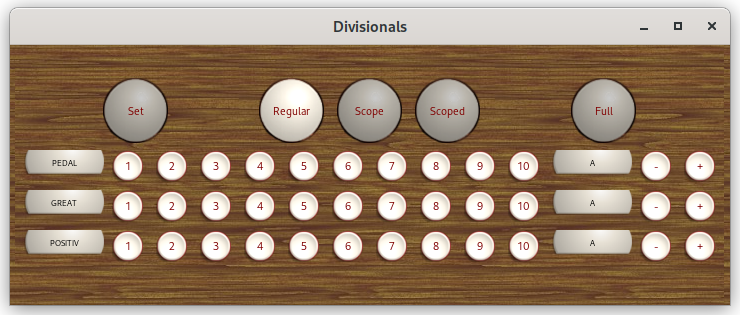 Divisionals
Set Regular Scope Scoped Full
PEDAL 1 2 3 4 5 6 7 8 9 10 A - +
GREAT 1 2 3 4 5 6 7 8 9 10 A - +
POSITIV 1 2 3 4 5 6 7 8 9 10 A - +